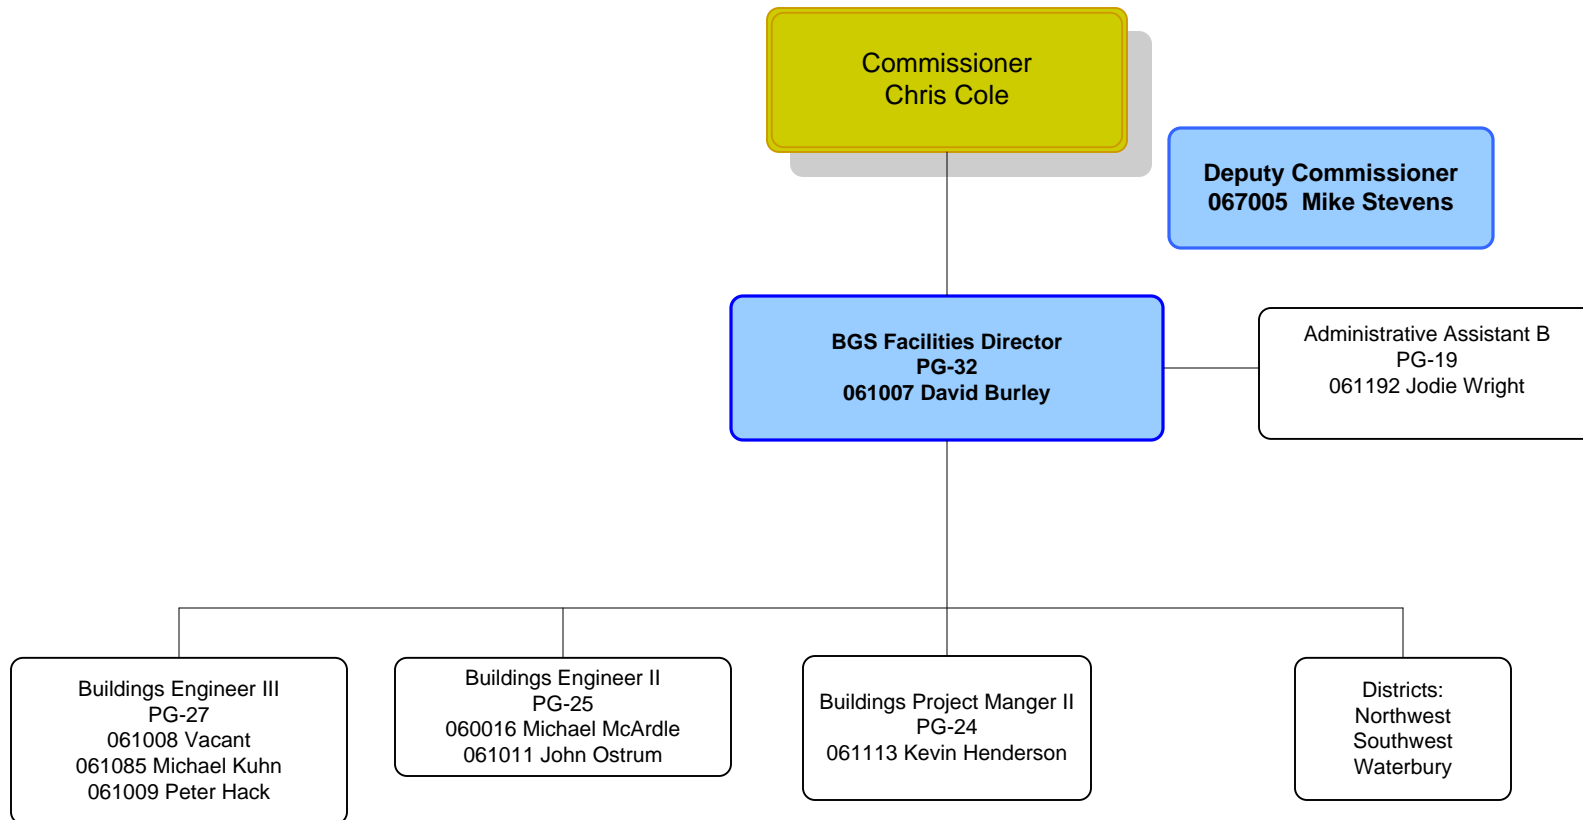 Commissioner
Chris Cole
Deputy Commissioner
067005  Mike Stevens
BGS Facilities Director
PG-32
061007 David Burley
Administrative Assistant B
PG-19
061192 Jodie Wright
Buildings Engineer III
PG-27
061008 Vacant
061085 Michael Kuhn
061009 Peter Hack
Buildings Engineer II
PG-25
060016 Michael McArdle
061011 John Ostrum
Buildings Project Manger II
PG-24
061113 Kevin Henderson
Districts:
Northwest
Southwest
Waterbury